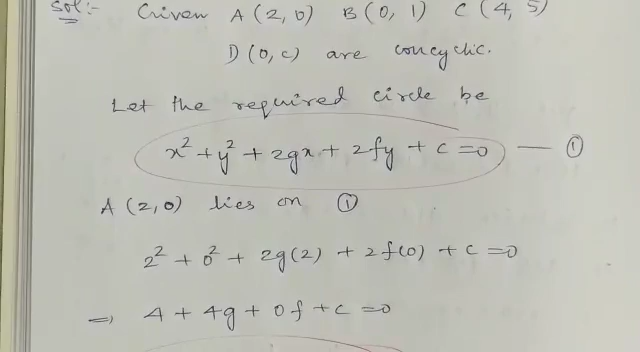 Sol:- Given A (2, 0) B (0, 1) C (4, 5)
D (0, c) are concyclic.
Let the required circle be
x² + y² + 2gx + 2fy + c = 0 — ①
A (2, 0) lies on ①
2² + 0² + 2g(2) + 2f(0) + c = 0
⇒ 4 + 4g + 0f + c = 0